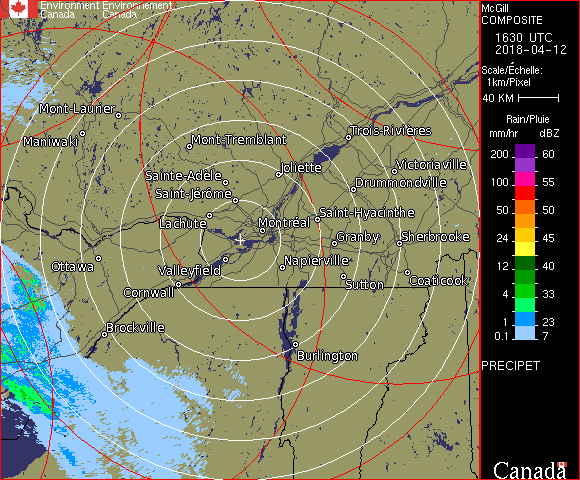 Environment Environnement
Canada Canada
Mont-Laurier
Maniwaki
Mont-Tremblant
Trois-Rivières
Joliette
Victoriaville
Sainte-Adèle
Drummondville
Saint-Jérôme
Lachute
Saint-Hyacinthe
Montréal
Granby
Sherbrooke
Ottawa
Valleyfield
Napierville
Cornwall
Sutton
Coaticook
Brockville
Burlington
McGill
COMPOSITE
1630 UTC
2018-04-12
Scale/Échelle:
1km/Pixel
40 KM
Rain/Pluie
mm/hr dBZ
200 60
55
100 55
50 50
24 45
12 40
4 33
1 23
0.1 7
PRECIPET
Canada